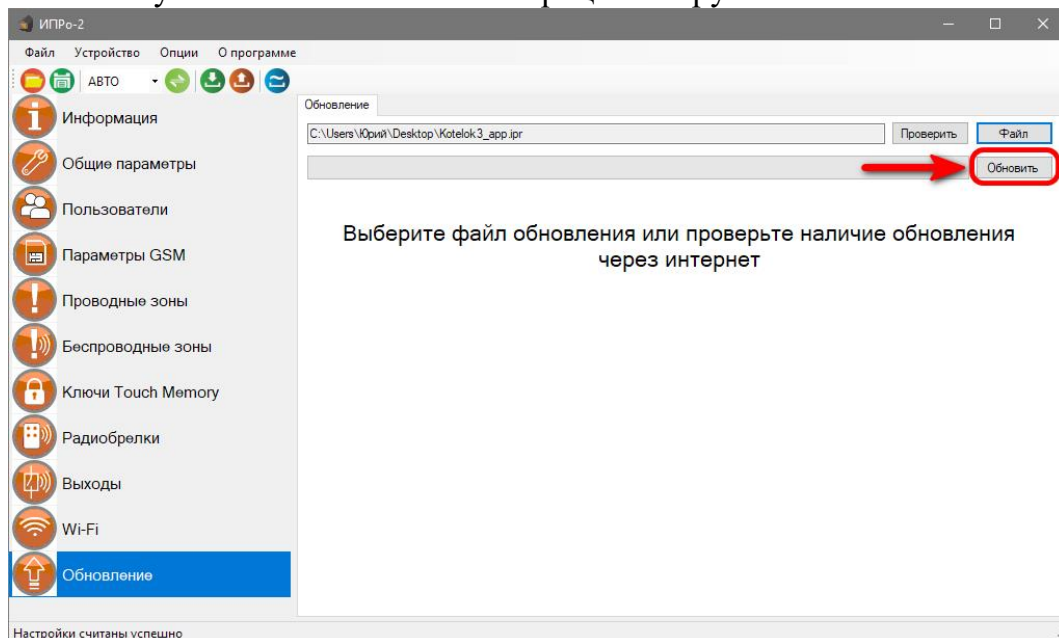 ИПРо-2
Файл Устройство Опции О программе
АВТО
Информация
Общие параметры
Пользователи
Параметры GSM
Проводные зоны
Беспроводные зоны
Ключи Touch Memory
Радиобрелки
Выходы
Wi-Fi
Обновление
Обновление
C:\Users\Юрий\Desktop\Kotelok3_app.ipr Проверить Файл
Обновить
Выберите файл обновления или проверьте наличие обновления
через интернет
Настройки считаны успешно